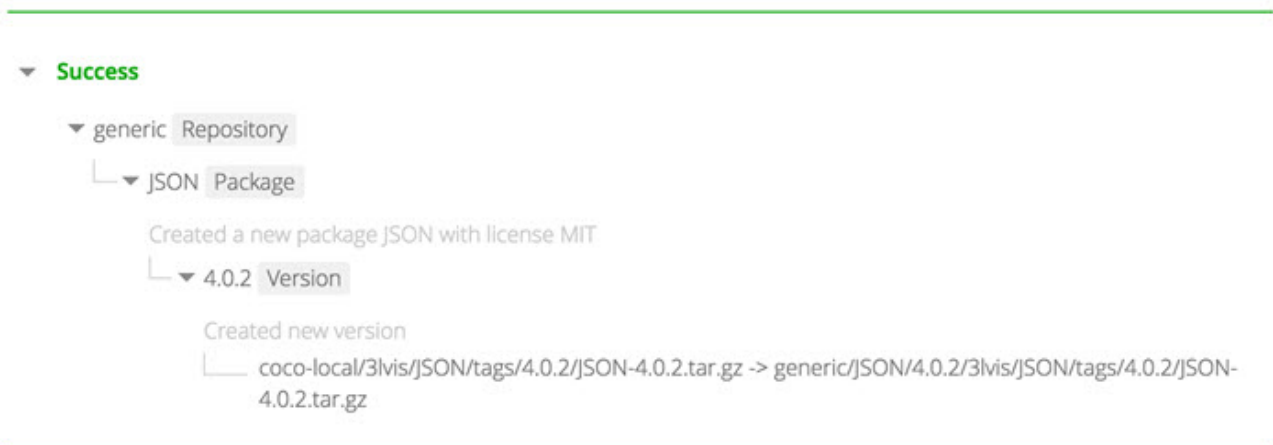 Success
generic Repository
JSON Package
Created a new package JSON with license MIT
4.0.2 Version
Created new version
coco-local/3lvis/JSON/tags/4.0.2/JSON-4.0.2.tar.gz -> generic/JSON/4.0.2/3lvis/JSON/tags/4.0.2/JSON-
4.0.2.tar.gz